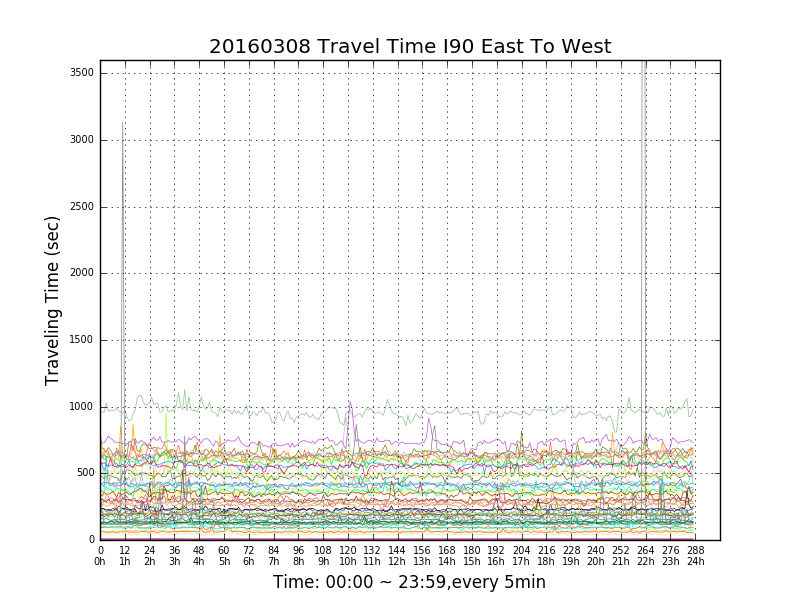 20160308 Travel Time I90 East To West
Traveling Time (sec)
3500
3000
2500
2000
1500
1000
500
0
0 12 24 36 48 60 72 84 96 108 120 132 144 156 168 180 192 204 216 228 240 252 264 276 288
0h 1h 2h 3h 4h 5h 6h 7h 8h 9h 10h 11h 12h 13h 14h 15h 16h 17h 18h 19h 20h 21h 22h 23h 24h
Time: 00:00 ~ 23:59,every 5min